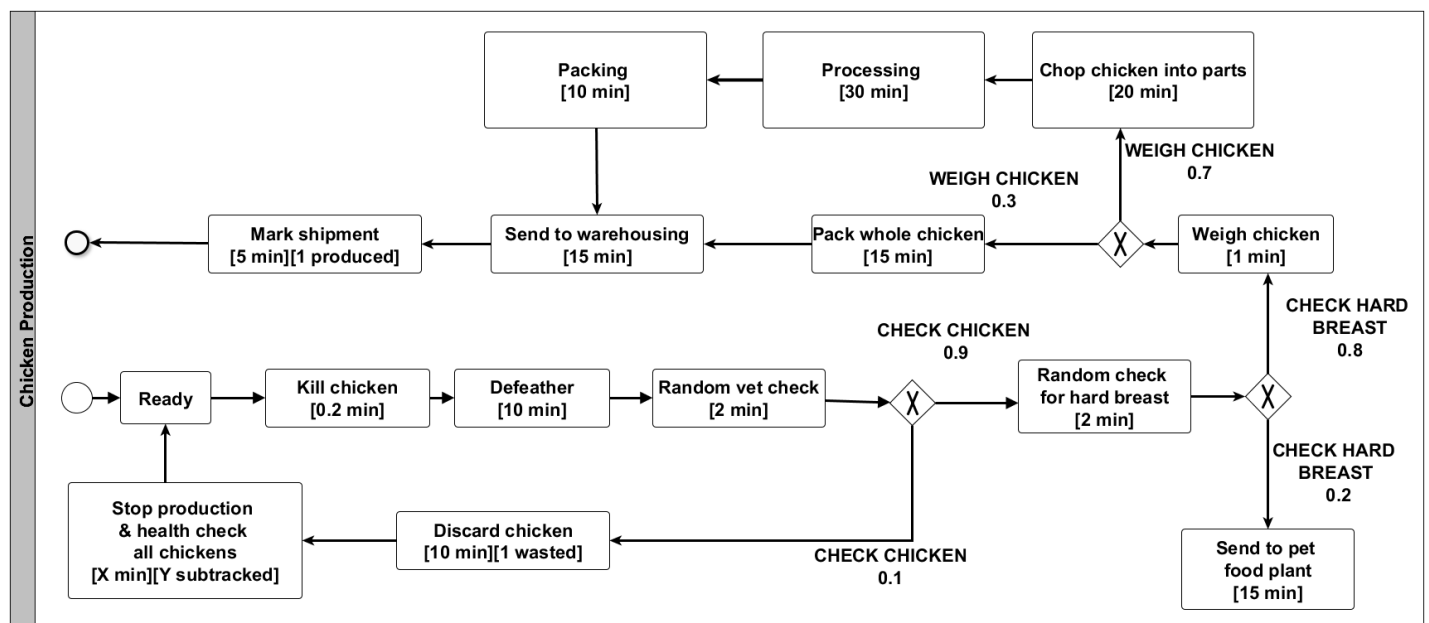 Chicken Production
Packing
[10 min]
Processing
[30 min]
Chop chicken into parts
[20 min]
WEIGH CHICKEN
0.7
WEIGH CHICKEN
0.3
Mark shipment
[5 min][1 produced]
Send to warehousing
[15 min]
Pack whole chicken
[15 min]
X
Weigh chicken
[1 min]
CHECK HARD
BREAST
0.8
CHECK CHICKEN
0.9
Ready
Kill chicken
[0.2 min]
Defeather
[10 min]
Random vet check
[2 min]
X
Random check
for hard breast
[2 min]
X
CHECK HARD
BREAST
0.2
Stop production
& health check
all chickens
[X min][Y subtracked]
Discard chicken
[10 min][1 wasted]
CHECK CHICKEN
0.1
Send to pet
food plant
[15 min]